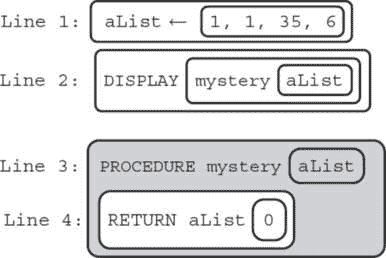 Line 1: aList ← 1, 1, 35, 6
Line 2: DISPLAY mystery aList
Line 3: PROCEDURE mystery aList
Line 4: RETURN aList 0